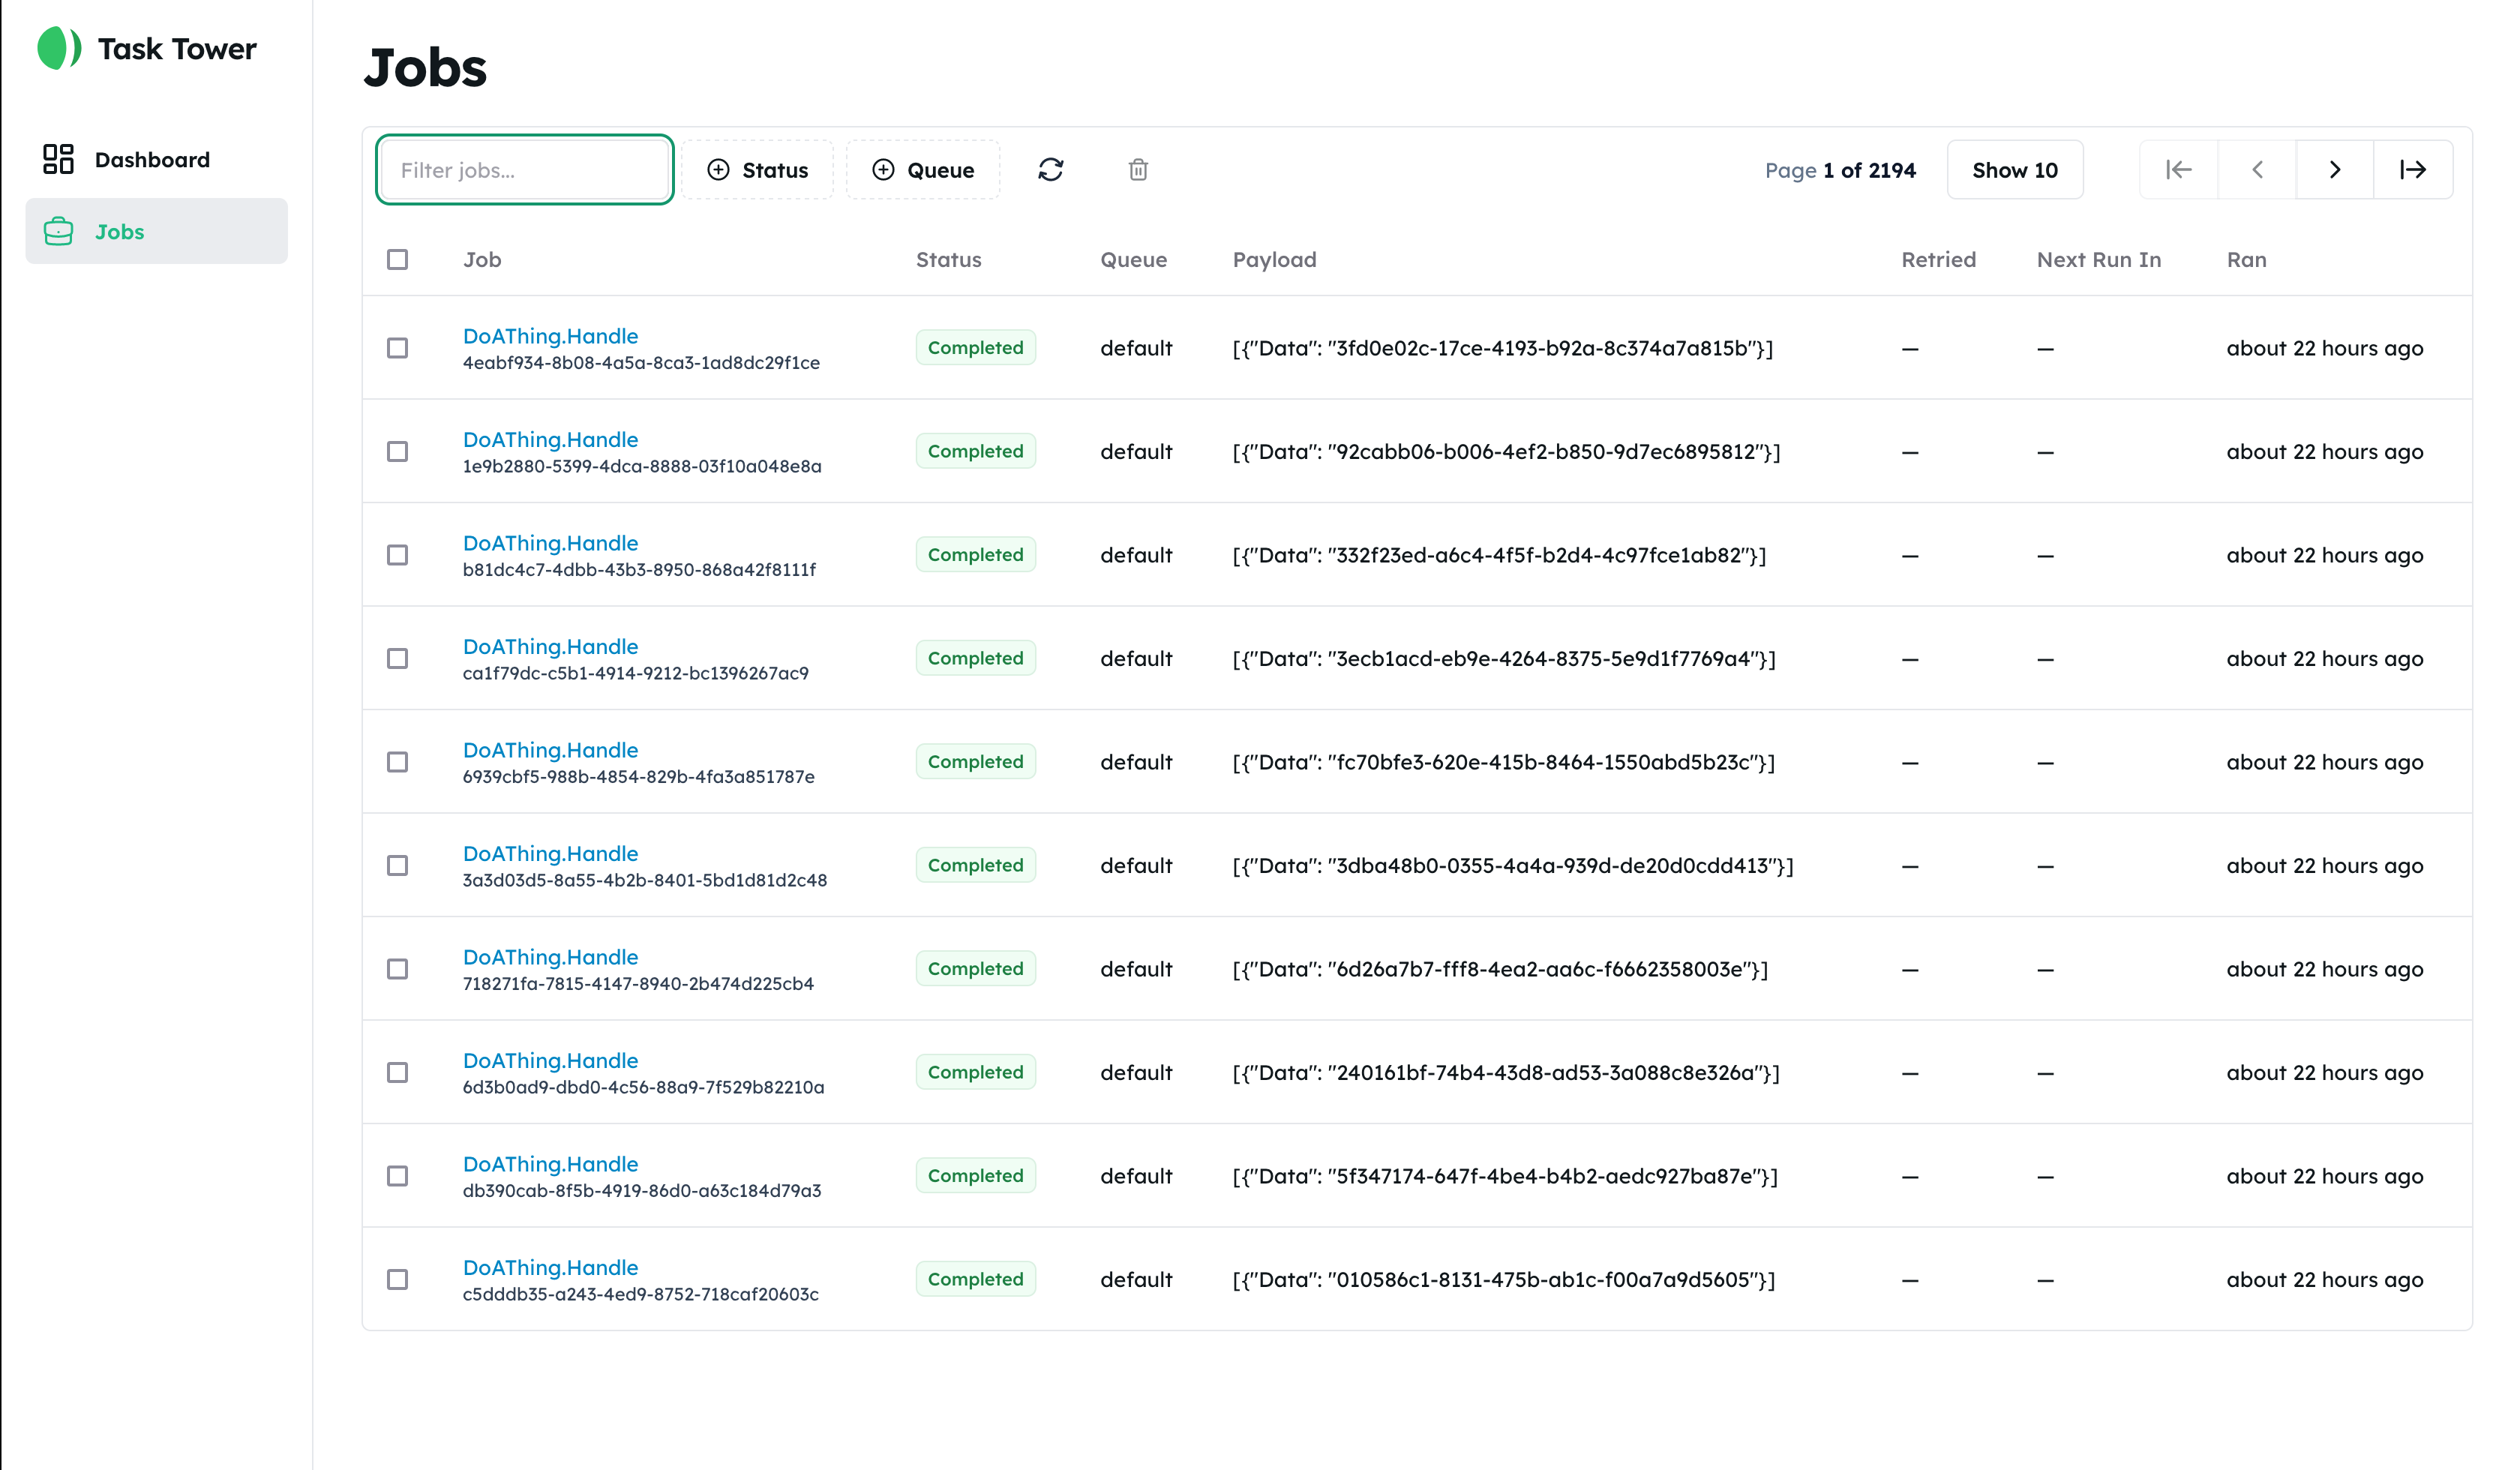 Task Tower
Dashboard
Jobs
Jobs
Filter jobs...
Status
Queue
Page 1 of 2194
Show 10
Job Status Queue Payload Retried Next Run In Ran
DoAThing.Handle
4eabf934-8b08-4a5a-8ca3-1ad8dc29f1ce
Completed default [{"Data": "3fd0e02c-17ce-4193-b92a-8c374a7a815b"}] — — about 22 hours ago
DoAThing.Handle
1e9b2880-5399-4dca-8888-03f10a048e8a
Completed default [{"Data": "92cabb06-b006-4ef2-b850-9d7ec6895812"}] — — about 22 hours ago
DoAThing.Handle
b81dc4c7-4dbb-43b3-8950-868a42f8111f
Completed default [{"Data": "332f23ed-a6c4-4f5f-b2d4-4c97fce1ab82"}] — — about 22 hours ago
DoAThing.Handle
ca1f79dc-c5b1-4914-9212-bc1396267ac9
Completed default [{"Data": "3ecb1acd-eb9e-4264-8375-5e9d1f7769a4"}] — — about 22 hours ago
DoAThing.Handle
6939cbf5-988b-4854-829b-4fa3a851787e
Completed default [{"Data": "fc70bfe3-620e-415b-8464-1550abd5b23c"}] — — about 22 hours ago
DoAThing.Handle
3a3d03d5-8a55-4b2b-8401-5bd1d81d2c48
Completed default [{"Data": "3dba48b0-0355-4a4a-939d-de20d0cdd413"}] — — about 22 hours ago
DoAThing.Handle
718271fa-7815-4147-8940-2b474d225cb4
Completed default [{"Data": "6d26a7b7-fff8-4ea2-aa6c-f6662358003e"}] — — about 22 hours ago
DoAThing.Handle
6d3b0ad9-dbd0-4c56-88a9-7f529b82210a
Completed default [{"Data": "240161bf-74b4-43d8-ad53-3a088c8e326a"}] — — about 22 hours ago
DoAThing.Handle
db390cab-8f5b-4919-86d0-a63c184d79a3
Completed default [{"Data": "5f347174-647f-4be4-b4b2-aedc927ba87e"}] — — about 22 hours ago
DoAThing.Handle
c5dddb35-a243-4ed9-8752-718caf20603c
Completed default [{"Data": "010586c1-8131-475b-ab1c-f00a7a9d5605"}] — — about 22 hours ago